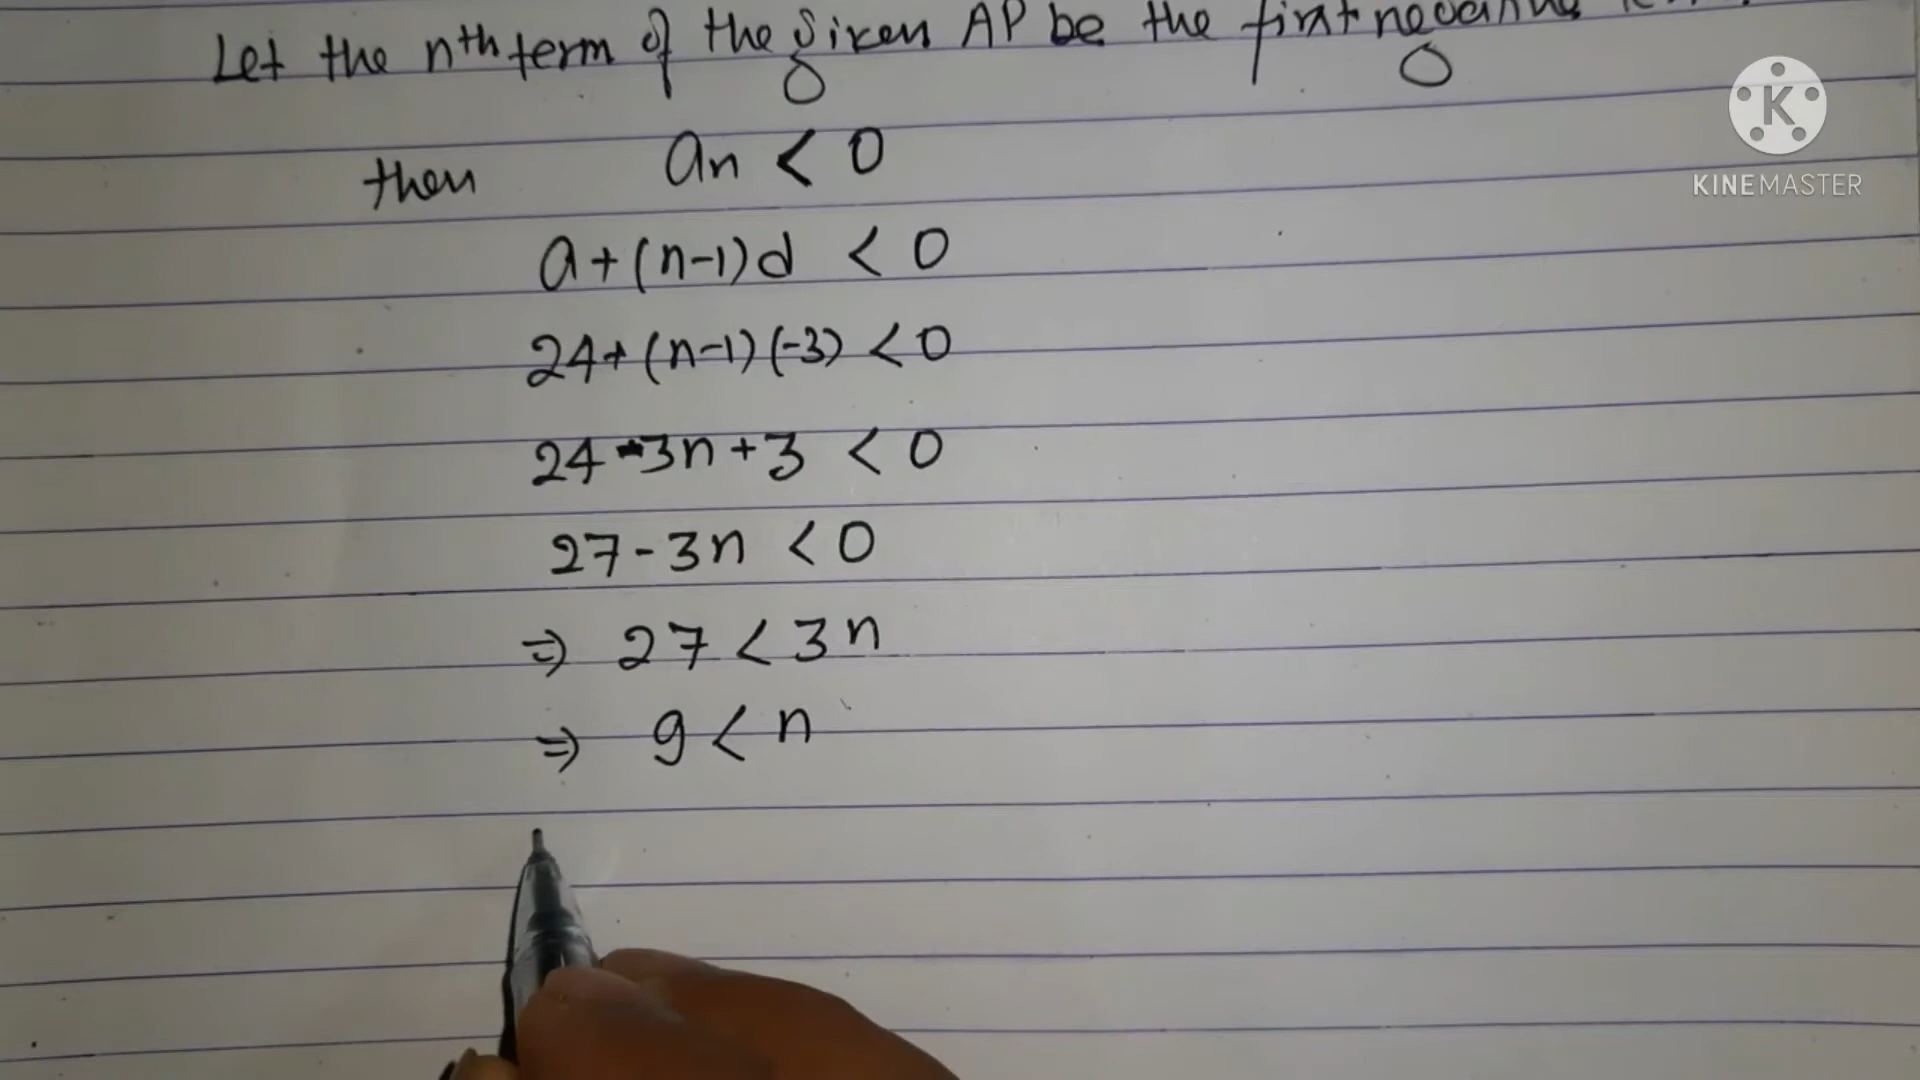 Let the nth term of the given AP be the first negative
K
KINEMASTER
then an < 0
a+(n-1)d < 0
24+(n-1)(-3) <0
24-3n+3 < 0
27-3n <0
⇒ 27<3n
⇒ 9<n